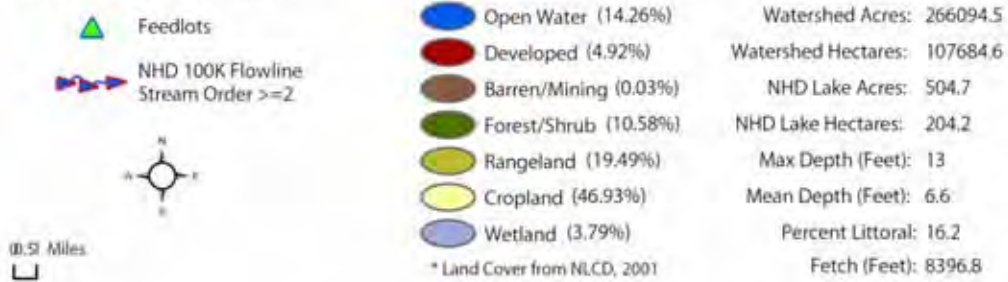 Feedlots
NHD 100K Flowline
Stream Order >=2
N
E
S
Miles
Open Water (14.26%)
Developed (4.92%)
Barren/Mining (0.03%)
Forest/Shrub (10.58%)
Rangeland (19.49%)
Cropland (46.93%)
Wetland (3.79%)
* Land Cover from NLCD, 2001
Watershed Acres: 266094.5
Watershed Hectares: 107684.6
NHD Lake Acres: 504.7
NHD Lake Hectares: 204.2
Max Depth (Feet): 13
Mean Depth (Feet): 6.6
Percent Littoral: 16.2
Fetch (Feet): 8396.8